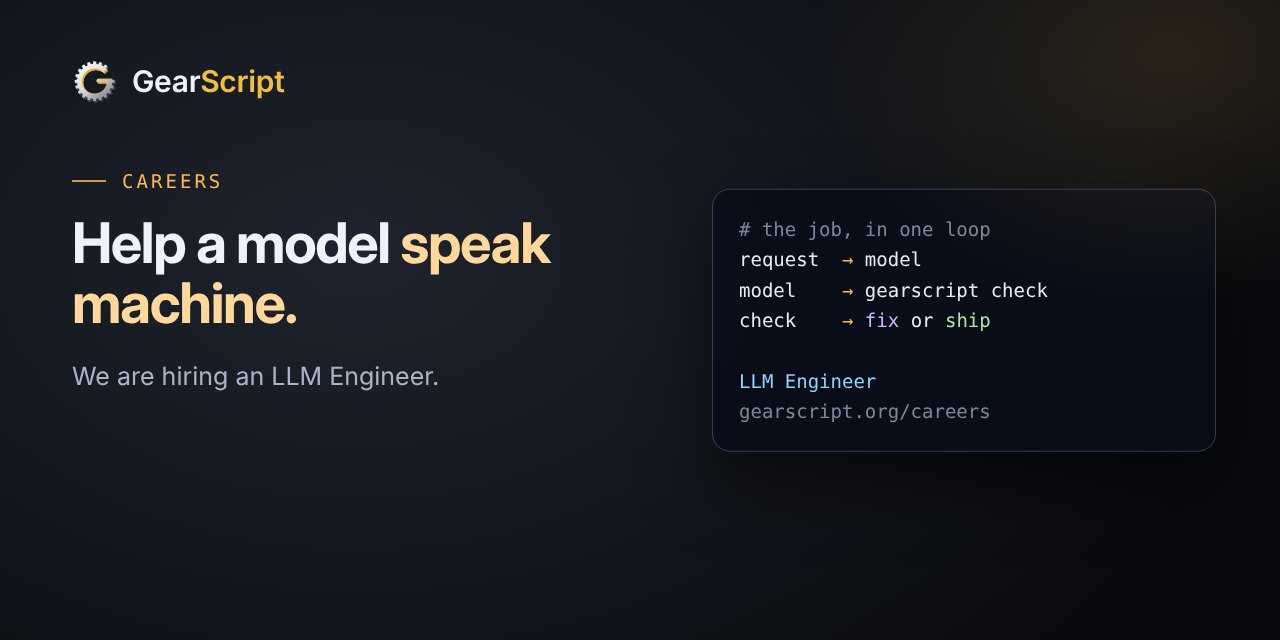 GearScript
CAREERS
Help a model speak
machine.
We are hiring an LLM Engineer.
# the job, in one loop
request → model
model → gearscript check
check → fix or ship
LLM Engineer
gearscript.org/careers